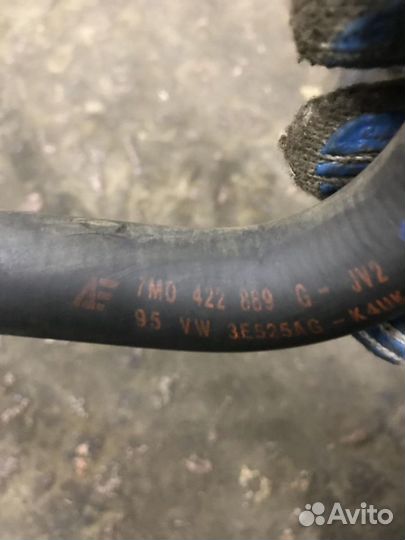 7M0 422 889 G - JV2
95 VW 3E525AG - K4UK
Avito